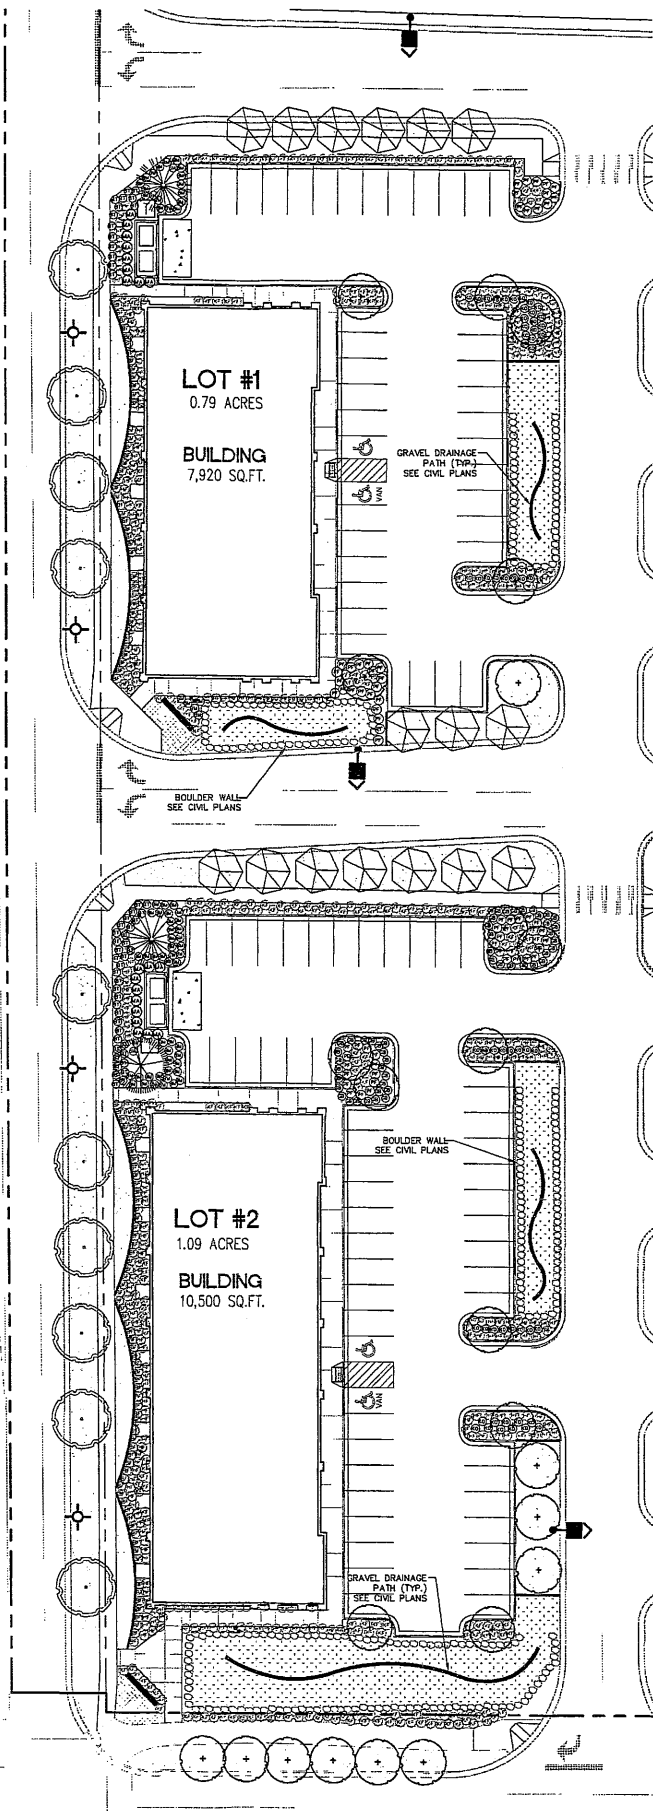 LOT #1
0.79 ACRES
BUILDING
7,920 SQ.FT.
GRAVEL DRAINAGE
PATH (TYP.)
SEE CIVIL PLANS
VAN
BOULDER WALL
SEE CIVIL PLANS
BOULDER WALL
SEE CIVIL PLANS
LOT #2
1.09 ACRES
BUILDING
10,500 SQ.FT.
VAN
GRAVEL DRAINAGE
PATH (TYP.)
SEE CIVIL PLANS